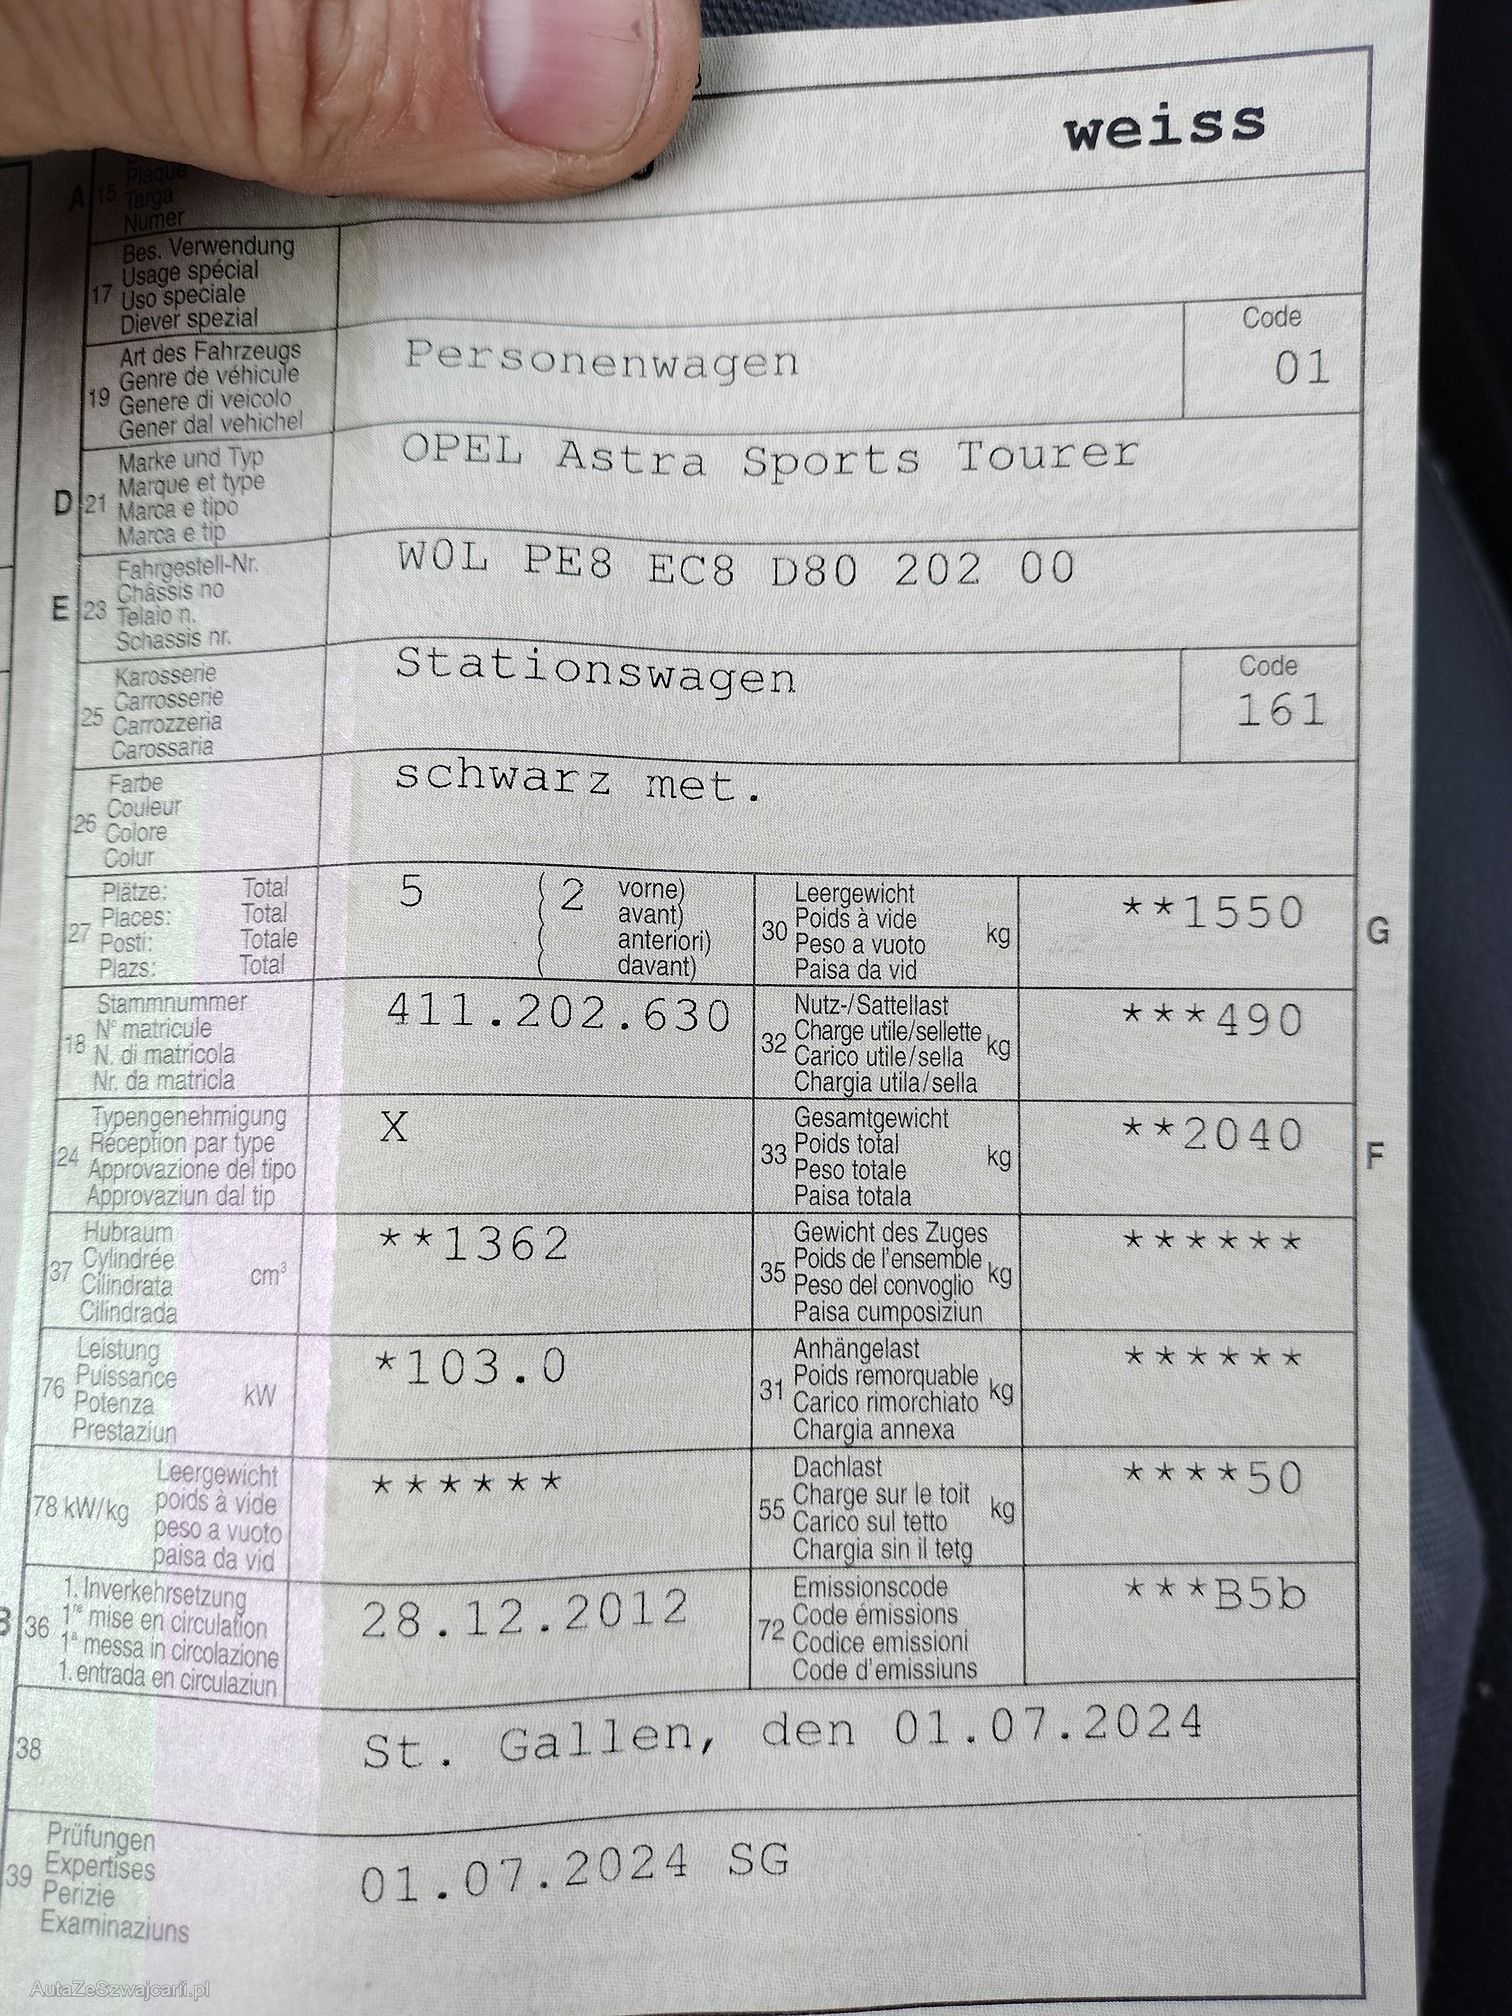 weiss
A 15 Plaque
Targa
Numer
17 Bes. Verwendung
Usage spécial
Uso speciale
Diever spezial
19 Art des Fahrzeugs
Genre de véhicule
Genere di veicolo
Gener dal vehichel
Personenwagen
Code
01
D 21 Marke und Typ
Marque et type
Marca e tipo
Marca e tip
OPEL Astra Sports Tourer
E 23 Fahrgestell-Nr.
Châssis no
Telaio n.
Schassis nr.
W0L PE8 EC8 D80 202 00
25 Karosserie
Carrosserie
Carrozzeria
Carossaria
Stationswagen
Code
161
26 Farbe
Couleur
Colore
Colur
schwarz met.
27 Plätze: Total
Places: Total
Posti: Totale
Plazs: Total
5 ( 2 vorne)
( avant)
( anteriori)
( davant)
30 Leergewicht
Poids à vide
Peso a vuoto
Paisa da vid
kg
**1550
G
18 Stammnummer
N° matricule
N. di matricola
Nr. da matricla
411.202.630
32 Nutz-/Sattellast
Charge utile/sellette
Carico utile/sella
Chargia utila/sella
kg
***490
24 Typengenehmigung
Réception par type
Approvazione del tipo
Approvaziun dal tip
X
33 Gesamtgewicht
Poids total
Peso totale
Paisa totala
kg
**2040
F
37 Hubraum
Cylindrée
Cilindrata
Cilindrada
cm³
**1362
35 Gewicht des Zuges
Poids de l'ensemble
Peso del convoglio
Paisa cumposiziun
kg
******
76 Leistung
Puissance
Potenza
Prestaziun
kW
*103.0
31 Anhängelast
Poids remorquable
Carico rimorchiato
Chargia annexa
kg
******
78 kW/kg Leergewicht
poids à vide
peso a vuoto
paisa da vid
******
55 Dachlast
Charge sur le toit
Carico sul tetto
Chargia sin il tetg
kg
****50
B 36 1. Inverkehrsetzung
1re mise en circulation
1a messa in circolazione
1. entrada en circulaziun
28.12.2012
72 Emissionscode
Code émissions
Codice emissioni
Code d'emissiuns
***B5b
38
St. Gallen, den 01.07.2024
39 Prüfungen
Expertises
Perizie
Examinaziuns
01.07.2024 SG
AutaZeSzwajcarii.pl